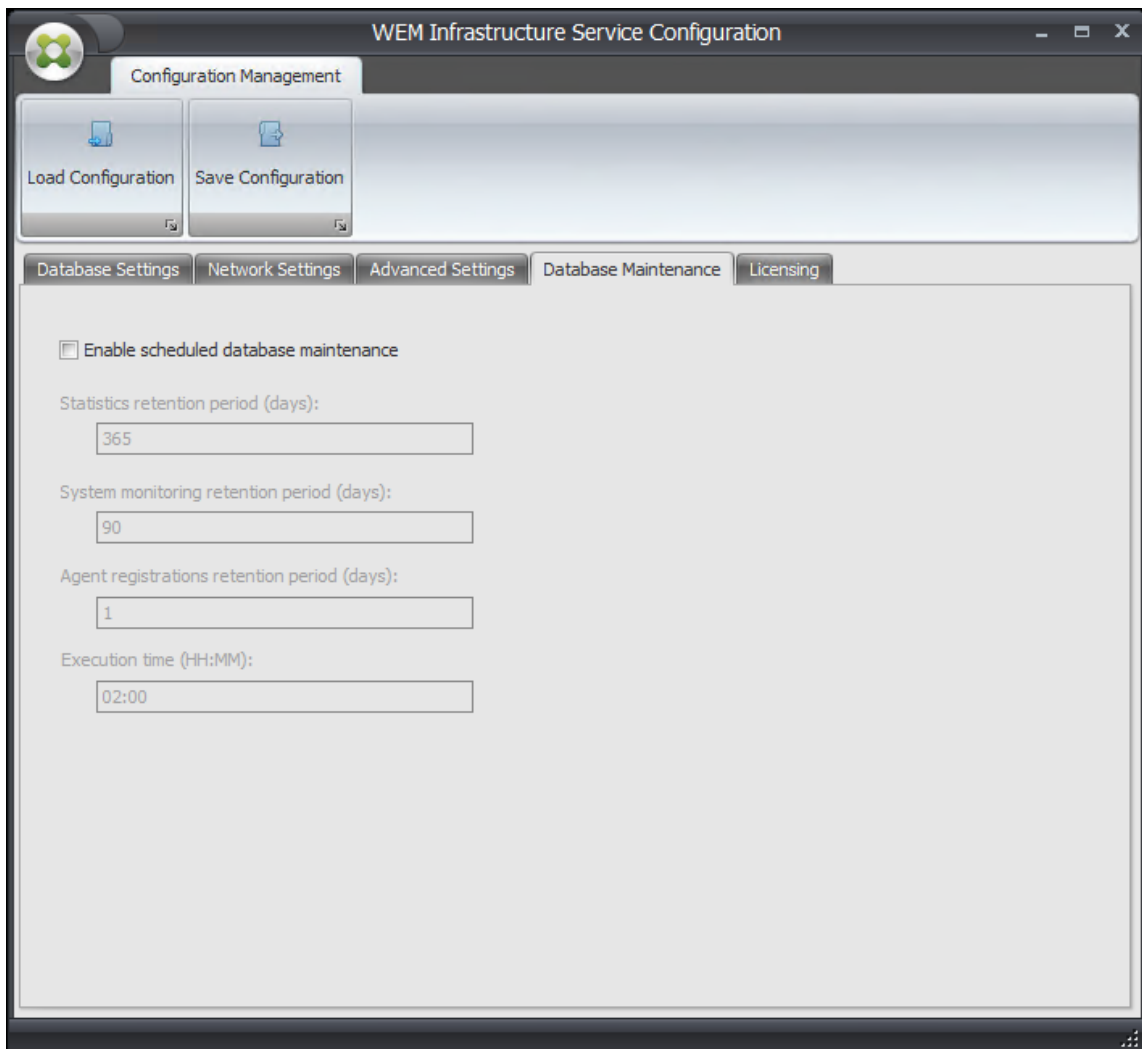 WEM Infrastructure Service Configuration
Configuration Management
Load Configuration
Save Configuration
Database Settings
Network Settings
Advanced Settings
Database Maintenance
Licensing
Enable scheduled database maintenance
Statistics retention period (days):
365
System monitoring retention period (days):
90
Agent registrations retention period (days):
1
Execution time (HH:MM):
02:00